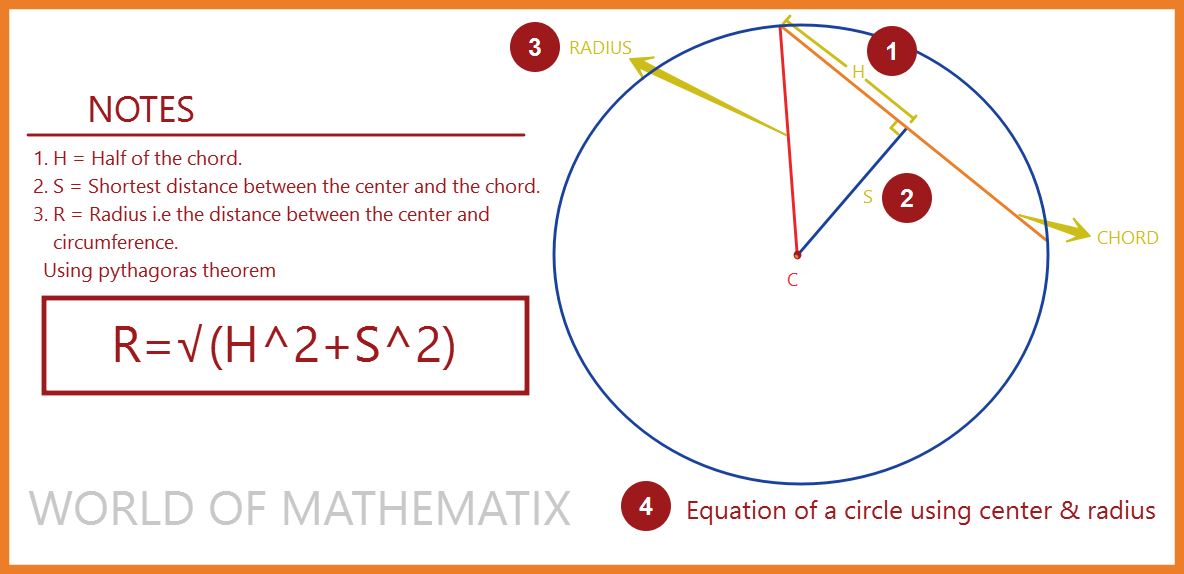 NOTES
1. H = Half of the chord.
2. S = Shortest distance between the center and the chord.
3. R = Radius i.e the distance between the center and
circumference.
Using pythagoras theorem
R=√(H^2+S^2)
WORLD OF MATHEMATIX
3 RADIUS
1
H
S 2
CHORD
C
4 Equation of a circle using center & radius